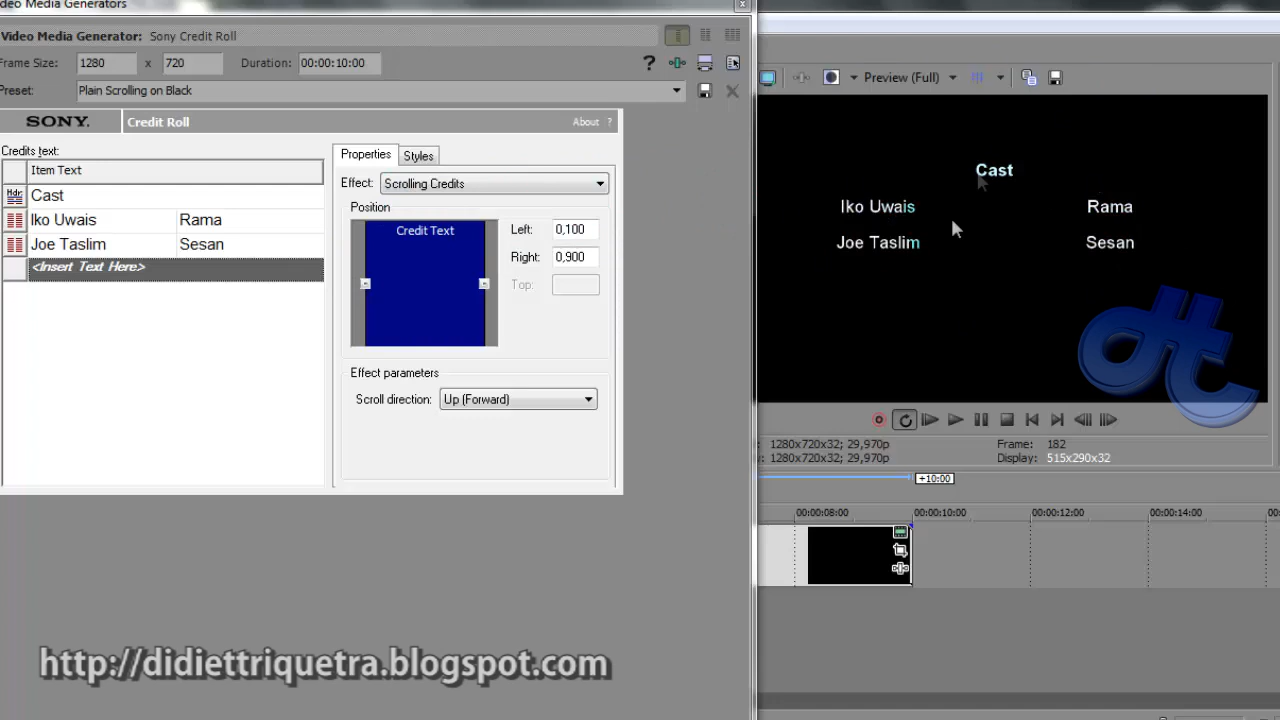 deo Media Generators
Video Media Generator: Sony Credit Roll
Frame Size: 1280 x 720 Duration: 00:00:10:00 ?
Preset: Plain Scrolling on Black
SONY. Credit Roll About ?
Credits text:
Item Text
Hdr: Cast
Iko Uwais Rama
Joe Taslim Sesan
<Insert Text Here>
Properties Styles
Effect: Scrolling Credits
Position
Credit Text
Left: 0,100
Right: 0,900
Top:
Effect parameters
Scroll direction: Up (Forward)
Preview (Full)
Cast
Iko Uwais Rama
Joe Taslim Sesan
dt
1280x720x32; 29,970p Frame: 182
y: 1280x720x32; 29,970p Display: 515x290x32
+10:00
00:00:08:00 00:00:10:00 00:00:12:00 00:00:14:00 00:
http://didiettriquetra.blogspot.com